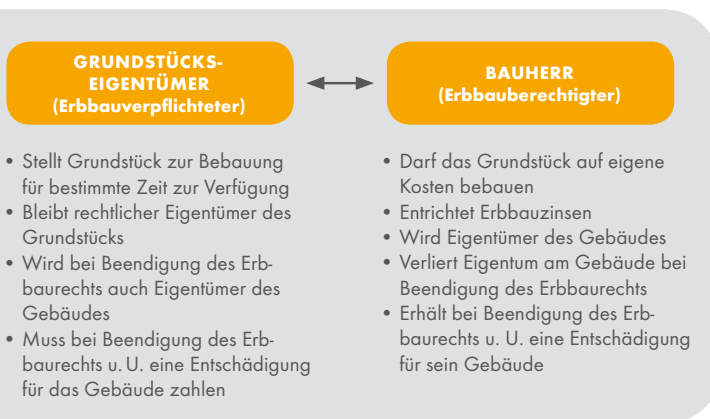 GRUNDSTÜCKS-
EIGENTÜMER
(Erbbauverpflichteter)
• Stellt Grundstück zur Bebauung
für bestimmte Zeit zur Verfügung
• Bleibt rechtlicher Eigentümer des
Grundstücks
• Wird bei Beendigung des Erb-
baurechts auch Eigentümer des
Gebäudes
• Muss bei Beendigung des Erb-
baurechts u. U. eine Entschädigung
für das Gebäude zahlen
BAUHERR
(Erbbauberechtigter)
• Darf das Grundstück auf eigene
Kosten bebauen
• Entrichtet Erbbauzinsen
• Wird Eigentümer des Gebäudes
• Verliert Eigentum am Gebäude bei
Beendigung des Erbbaurechts
• Erhält bei Beendigung des Erb-
baurechts u. U. eine Entschädigung
für sein Gebäude